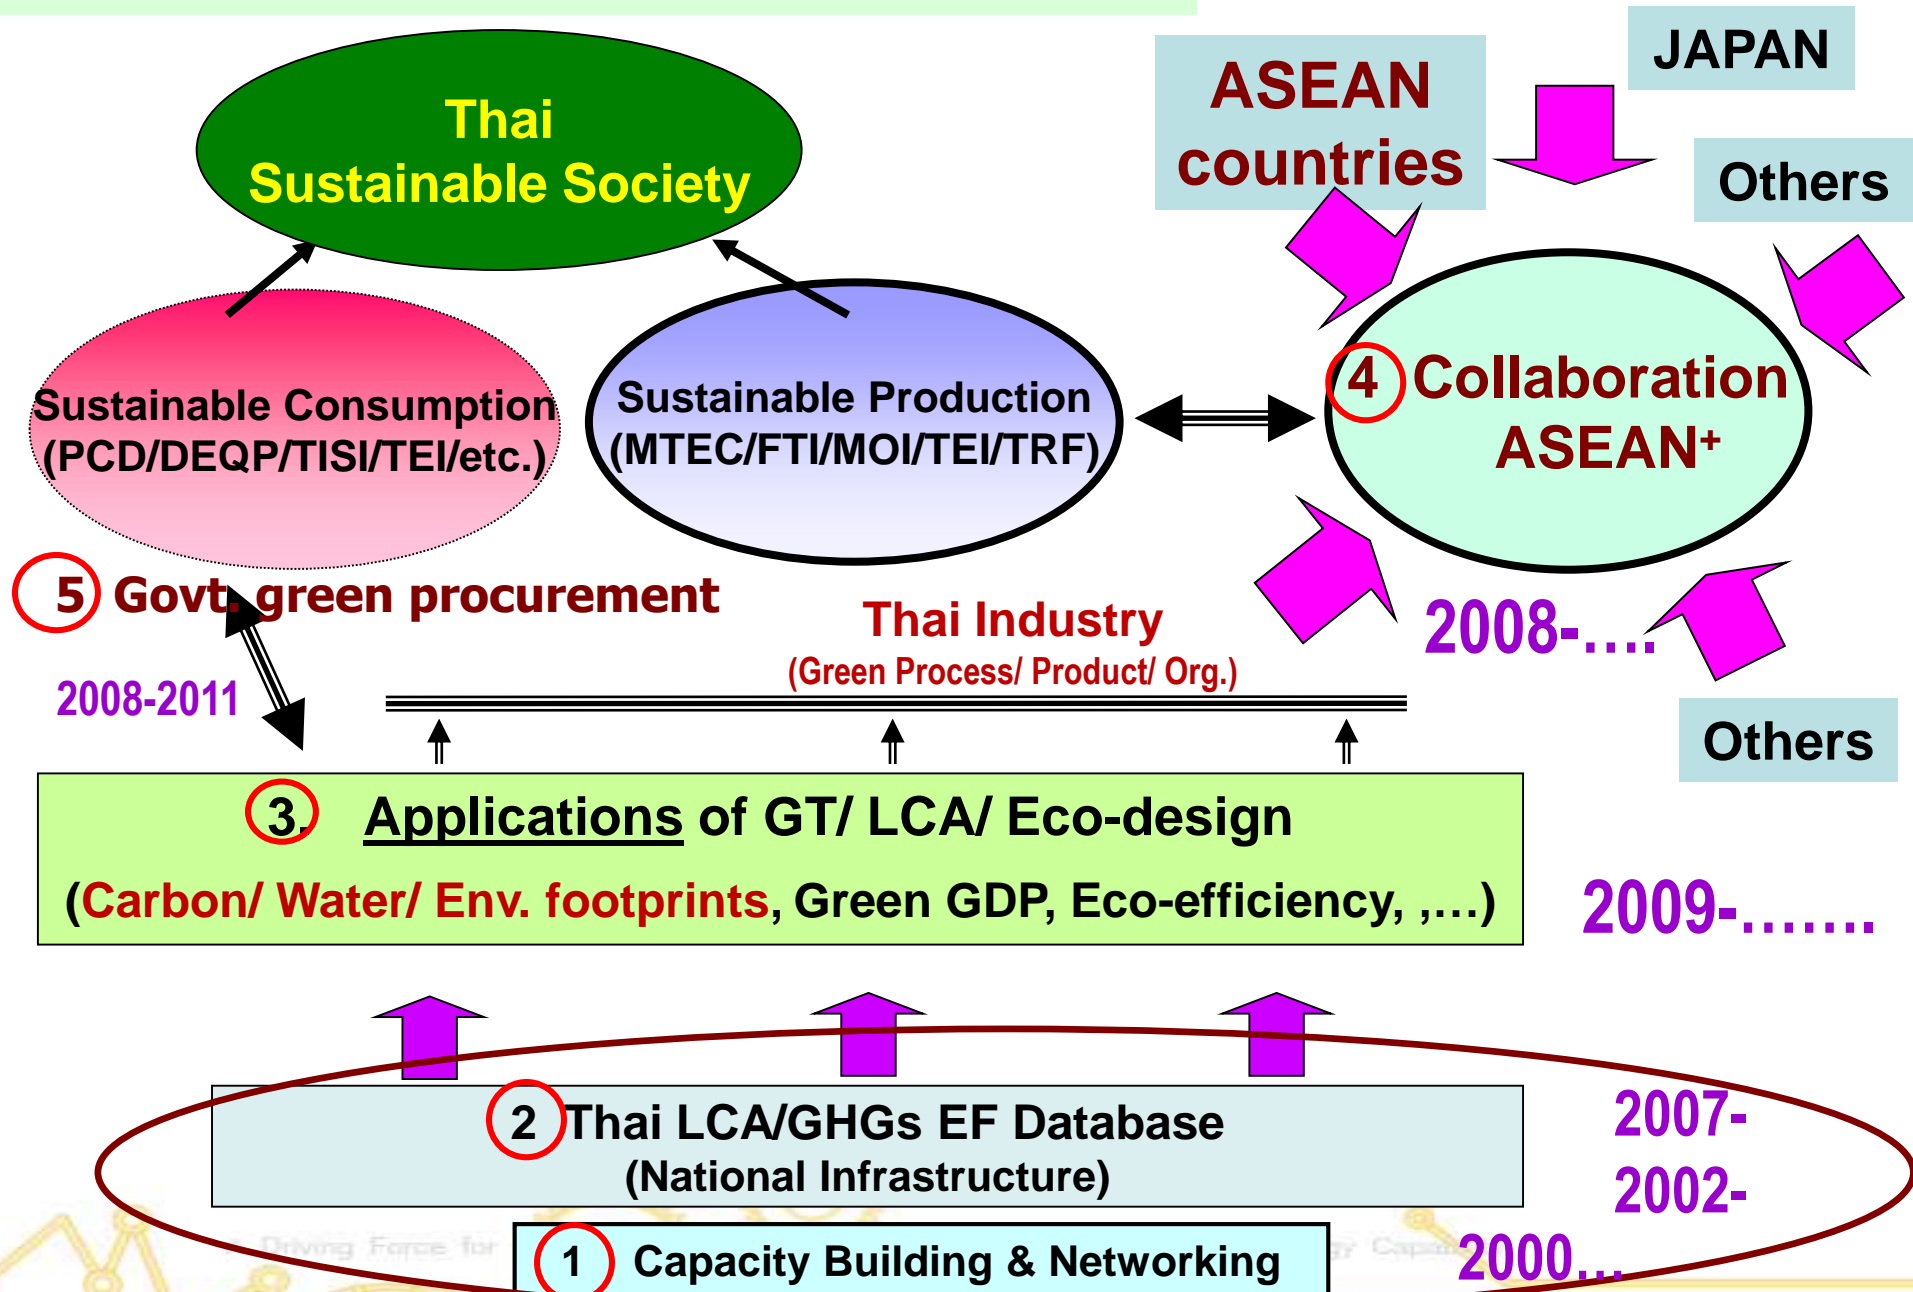 JAPAN
ASEAN
countries
Others
Thai
Sustainable Society
Sustainable Consumption
(PCD/DEQP/TISI/TEI/etc.)
Sustainable Production
(MTEC/FTI/MOI/TEI/TRF)
4 Collaboration
ASEAN+
5 Govt. green procurement
2008-2011
Thai Industry
(Green Process/ Product/ Org.)
2008-....
Others
3. Applications of GT/ LCA/ Eco-design
(Carbon/ Water/ Env. footprints, Green GDP, Eco-efficiency, ,...)
2009-.......
2 Thai LCA/GHGs EF Database
(National Infrastructure)
2007-
2002-
1 Capacity Building & Networking
2000...
Driving Force for